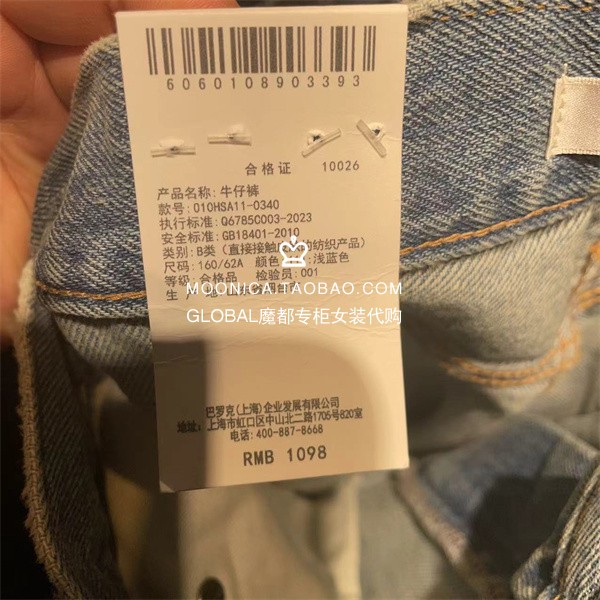 6060108903393
合格证 10026
产品名称: 牛仔裤
款号: 010HSA11-0340
执行标准: Q67850003-2023
安全标准: GB18401-2010
类别: B类 (直接接触 的纺织产品)
尺码: 160/62A 颜色 浅蓝色
等级: 合格品 检验员: 001
MOONICA.TAOBAO.COM
GLOBAL魔都专柜女装代购
巴罗克(上海)企业发展有限公司
地址: 上海市虹口区中山北二路1705号820室
电话: 400-887-8668
RMB 1098